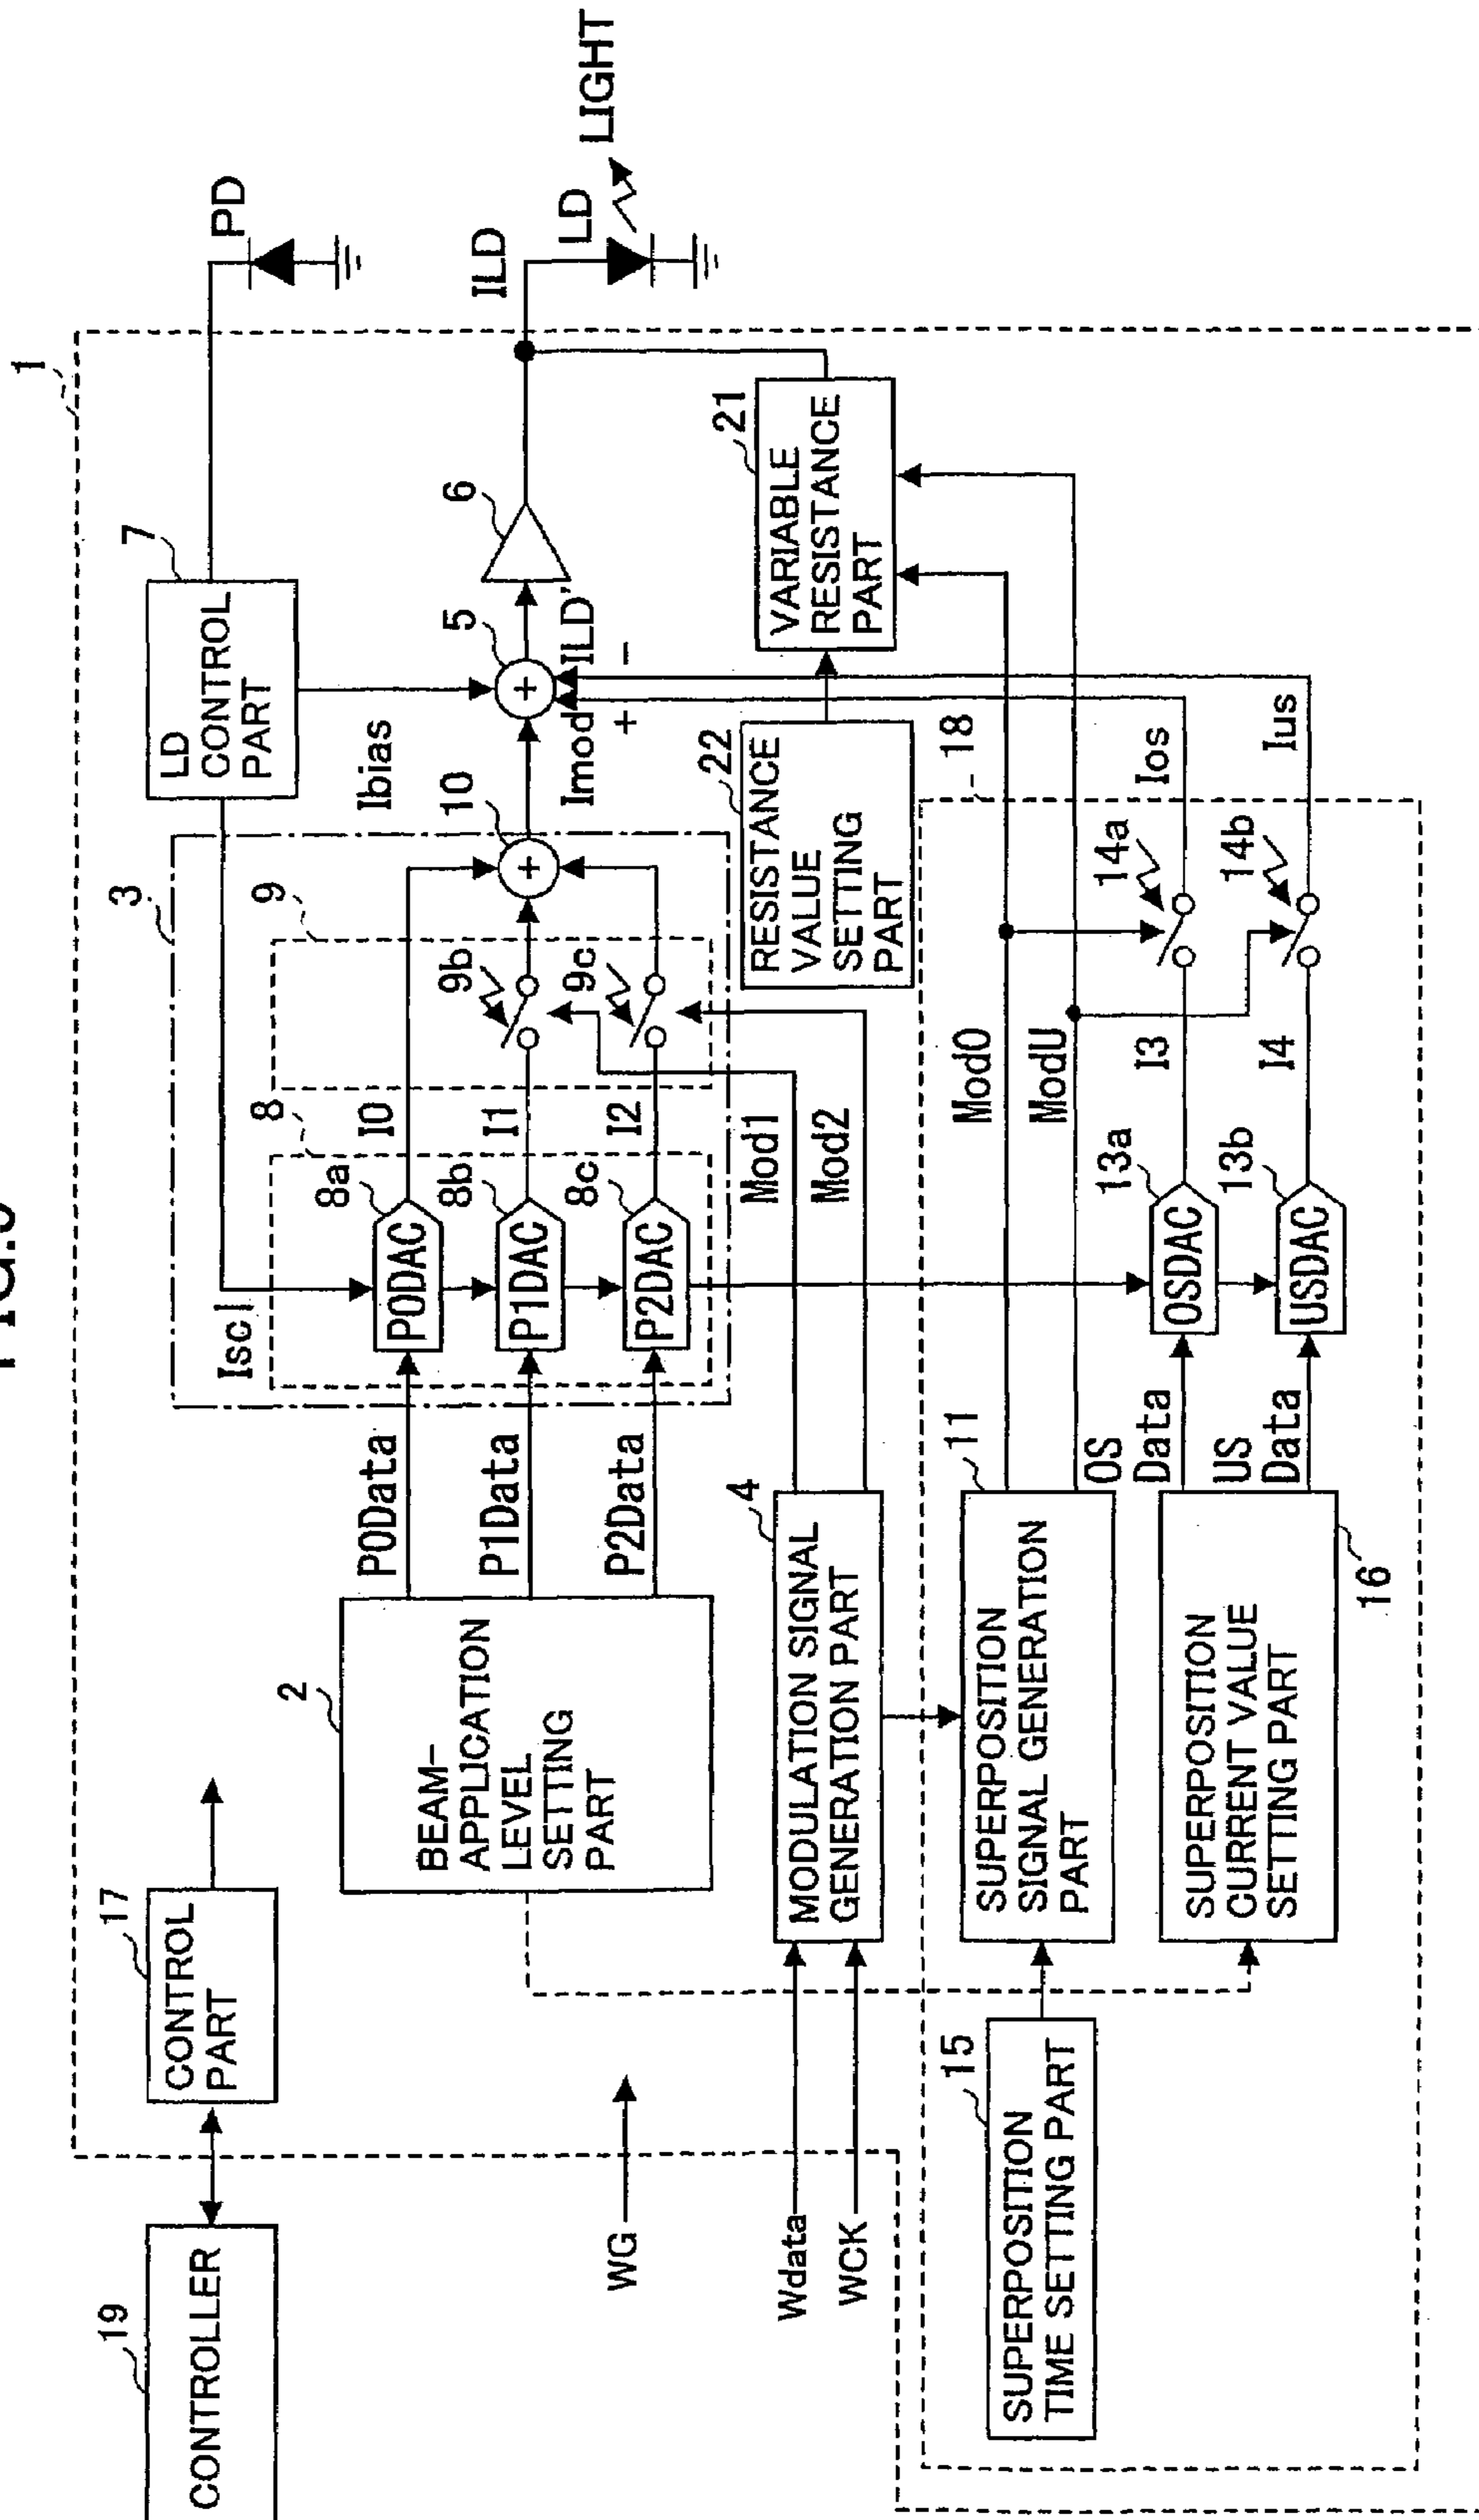 1
19
CONTROLLER
17
CONTROL
PART
7
LD
CONTROL
PART
PD
3
Iscl
8
9
2
BEAM-
APPLICATION
LEVEL
SETTING
PART
P0Data
P1Data
P2Data
8a
P0DAC
8b
P1DAC
8c
P2DAC
I0
I1
I2
9b
9c
10
Ibias
Imod
5
ILD'
+
+
+
-
6
ILD
LD
LIGHT
WG
Wdata
WCK
4
MODULATION SIGNAL
GENERATION PART
Mod1
Mod2
22
RESISTANCE
VALUE
SETTING
PART
21
VARIABLE
RESISTANCE
PART
18
15
SUPERPOSITION
TIME SETTING PART
11
SUPERPOSITION
SIGNAL GENERATION
PART
ModO
ModU
SUPERPOSITION
CURRENT VALUE
SETTING PART
16
OS
Data
US
Data
13a
OSDAC
13b
USDAC
I3
I4
14a
14b
Ios
Ius